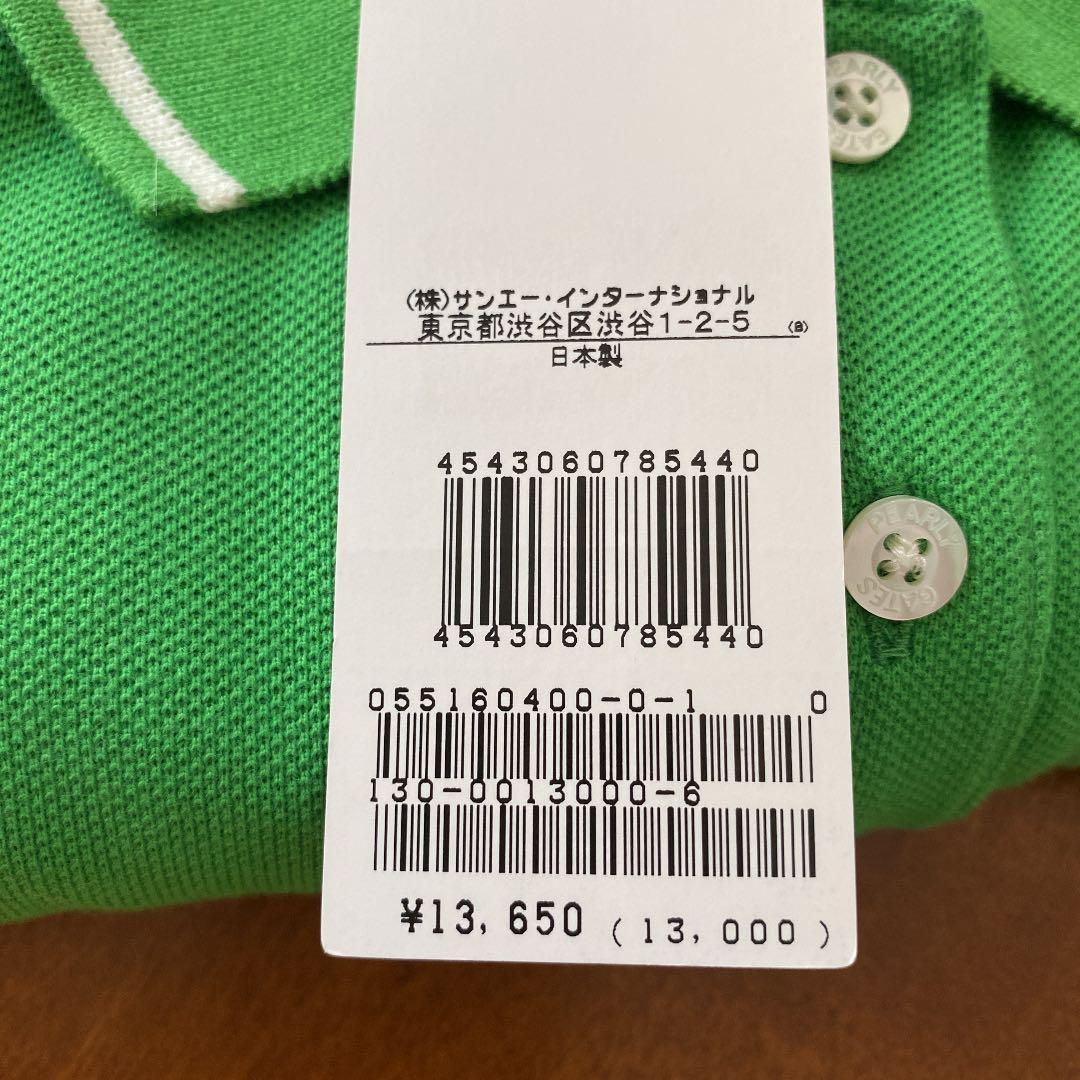 PEARLY
GATES
(株)サンエー・インターナショナル
東京都渋谷区渋谷1-2-5 (B)
日本製
4543060785440
4543060785440
PEARLY
GATES
055160400-0-1 0
130-0013000-6
¥13,650 (13,000)